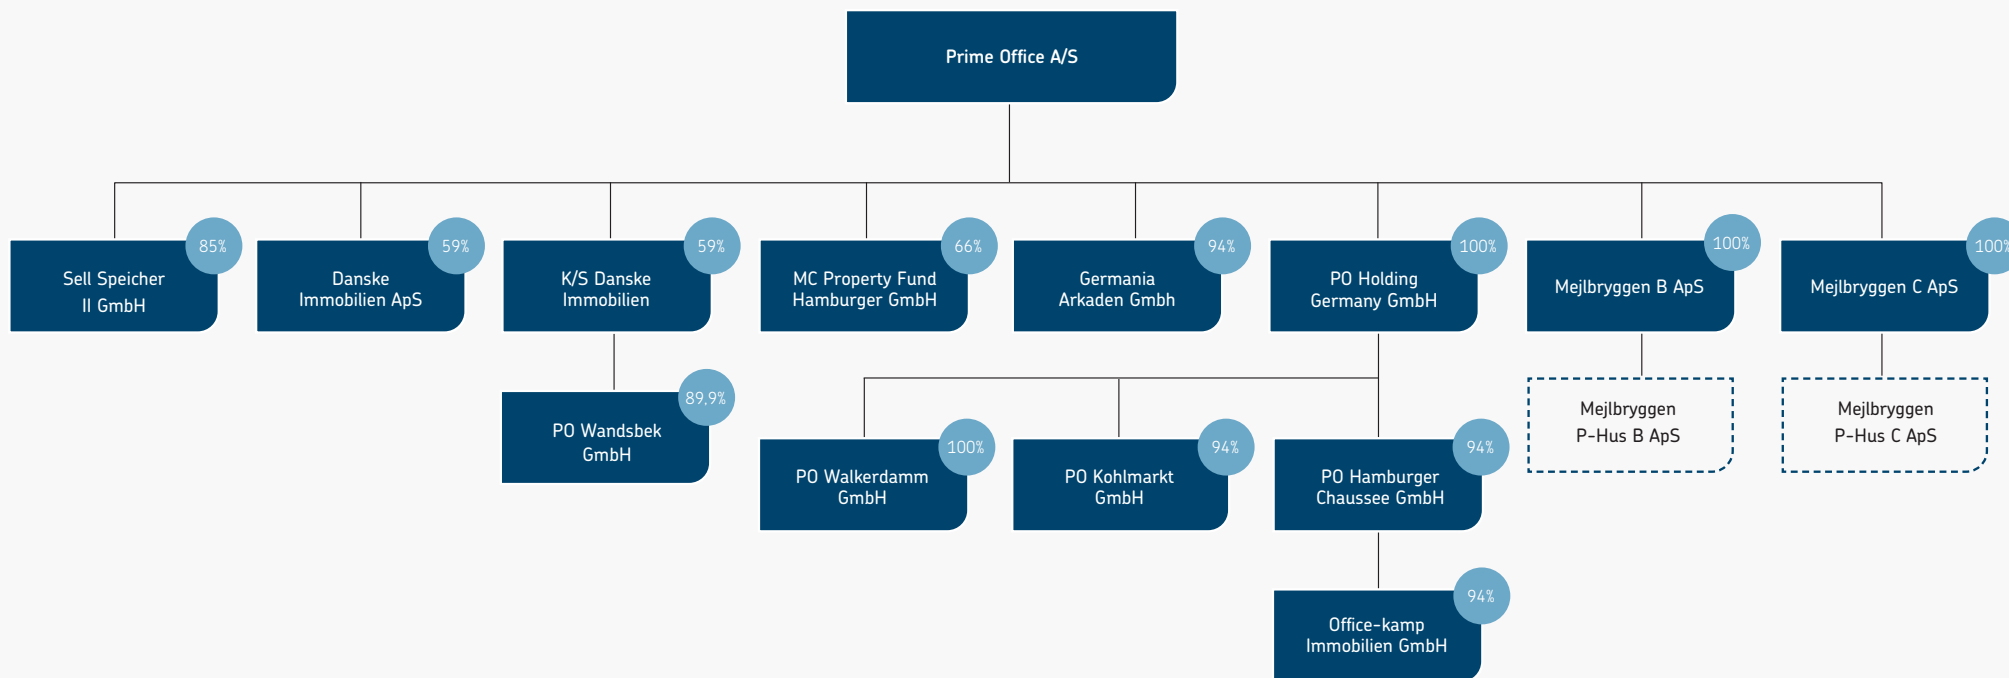 Prime Office A/S
85%
Sell Speicher
II GmbH
59%
Danske
Immobilien ApS
59%
K/S Danske
Immobilien
66%
MC Property Fund
Hamburger GmbH
94%
Germania
Arkaden Gmbh
100%
PO Holding
Germany GmbH
100%
Mejlbryggen B ApS
100%
Mejlbryggen C ApS
89,9%
PO Wandsbek
GmbH
Mejlbryggen
P-Hus B ApS
Mejlbryggen
P-Hus C ApS
100%
PO Walkerdamm
GmbH
94%
PO Kohlmarkt
GmbH
94%
PO Hamburger
Chaussee GmbH
94%
Office-kamp
Immobilien GmbH